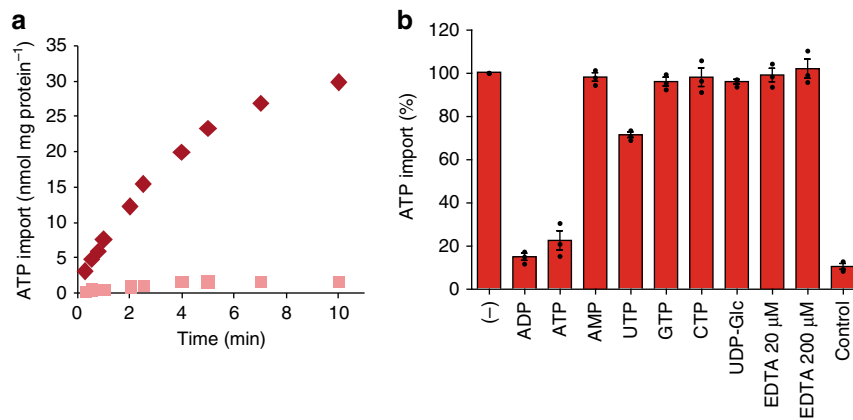 a
ATP import (nmol mg protein⁻¹)
35
30
25
20
15
10
5
0
0 2 4 6 8 10
Time (min)
b
ATP import (%)
120
100
80
60
40
20
0
(–)
ADP
ATP
AMP
UTP
GTP
CTP
UDP-Glc
EDTA 20 μM
EDTA 200 μM
Control